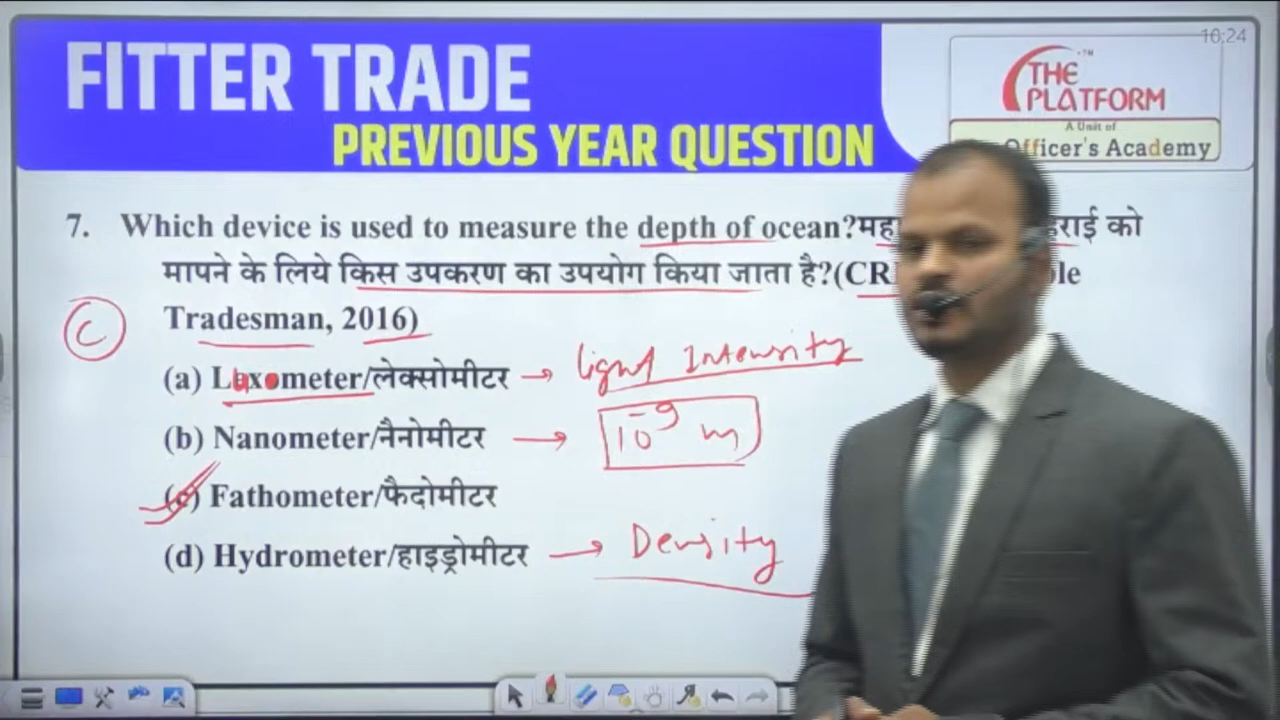 10:24
FITTER TRADE
PREVIOUS YEAR QUESTION
THE
PLATFORM
A Unit of
Officer's Academy
7. Which device is used to measure the depth of ocean?
मापने के लिये किस उपकरण का उपयोग किया जाता है?(CR
Tradesman, 2016)
C
(a) Luxometer/लेक्सोमीटर → light Intensity
(b) Nanometer/नैनोमीटर → 10⁻⁹ m
(c) Fathometer/फैदोमीटर
(d) Hydrometer/हाइड्रोमीटर → Density